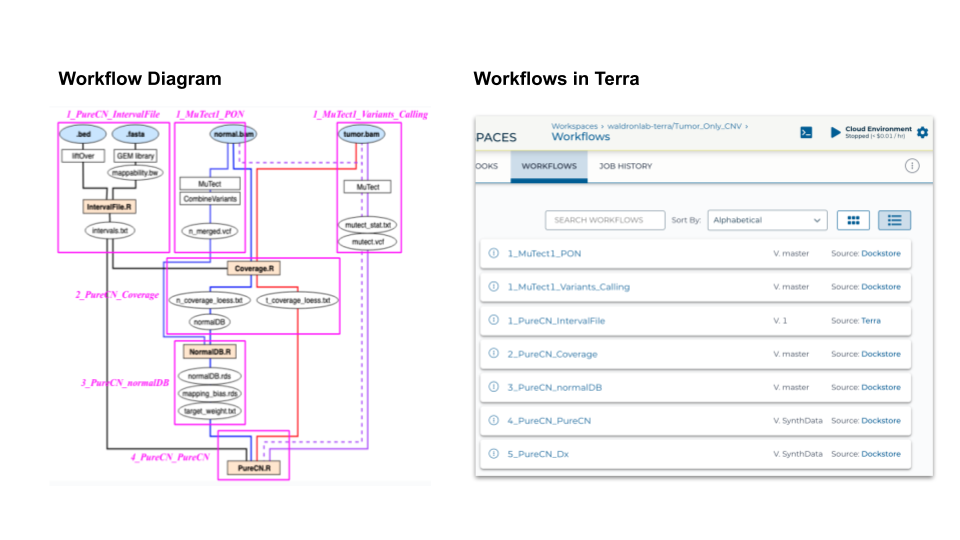 Workflow Diagram
1_PureCN_IntervalFile
1_MuTect1_PON
1_MuTect1_Variants_Calling
.bed
.fasta
normal.bam
tumor.bam
liftOver
GEM library
mappability.bw
MuTect
CombineVariants
MuTect
IntervalFile.R
intervals.txt
n_merged.vcf
mutect_stat.txt
mutect.vcf
Coverage.R
2_PureCN_Coverage
n_coverage_loess.txt
t_coverage_loess.txt
normalDB
NormalDB.R
3_PureCN_normalDB
normalDB.rds
mapping_bias.rds
target_weight.txt
4_PureCN_PureCN
PureCN.R
Workflows in Terra
PACES
Workspaces › waldronlab-terra/Tumor_Only_CNV ›
Workflows
Cloud Environment
Stopped (~ $0.01 / hr)
OOKS WORKFLOWS JOB HISTORY
SEARCH WORKFLOWS Sort By: Alphabetical
1_MuTect1_PON V. master Source: Dockstore
1_MuTect1_Variants_Calling V. master Source: Dockstore
1_PureCN_IntervalFile V. 1 Source: Terra
2_PureCN_Coverage V. master Source: Dockstore
3_PureCN_normalDB V. master Source: Dockstore
4_PureCN_PureCN V. SynthData Source: Dockstore
5_PureCN_Dx V. SynthData Source: Dockstore